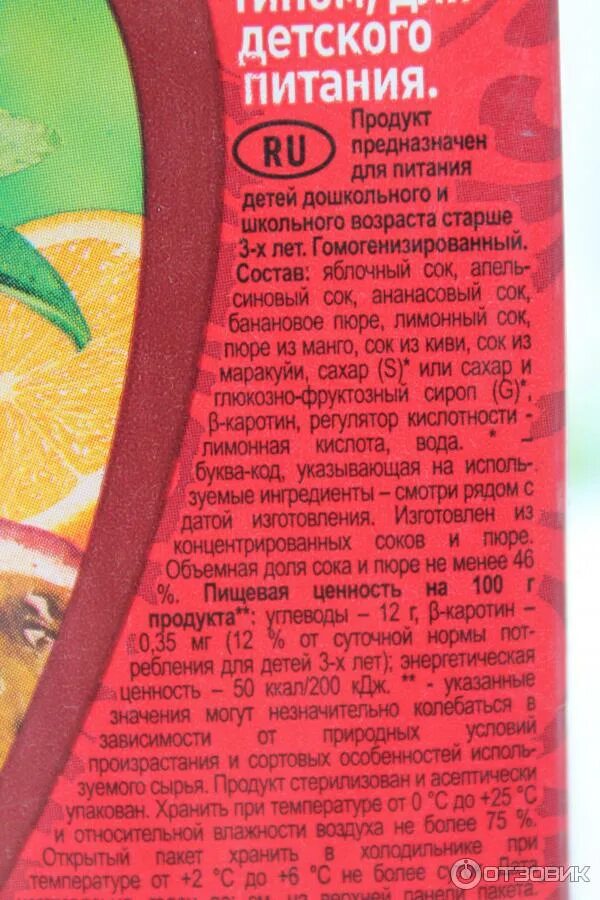 детского
питания.
RU
Продукт
предназначен
для питания
детей дошкольного и
школьного возраста старше
3-х лет. Гомогенизированный.
Состав: яблочный сок, апель-
синовый сок, ананасовый сок,
банановое пюре, лимонный сок,
пюре из манго, сок из киви, сок из
маракуйи, сахар (S)* или сахар и
глюкозно-фруктозный сироп (G)*,
β-каротин, регулятор кислотности -
лимонная кислота, вода. * –
буква-код, указывающая на исполь-
зуемые ингредиенты – смотри рядом с
датой изготовления. Изготовлен из
концентрированных соков и пюре.
Объемная доля сока и пюре не менее 46
%. Пищевая ценность на 100 г
продукта**: углеводы – 12 г, β-каротин –
0,35 мг (12 % от суточной нормы пот-
ребления для детей 3-х лет); энергетическая
ценность – 50 ккал/200 кДж. ** - указанные
значения могут незначительно колебаться в
зависимости от природных условий
произрастания и сортовых особенностей исполь-
зуемого сырья. Продукт стерилизован и асептически
упакован. Хранить при температуре от 0 °C до +25 °C
и относительной влажности воздуха не более 75 %.
Открытый пакет хранить в холодильнике при
температуре от +2 °C до +6 °C не более
на верхней панели пакета.
ОТЗОВИК